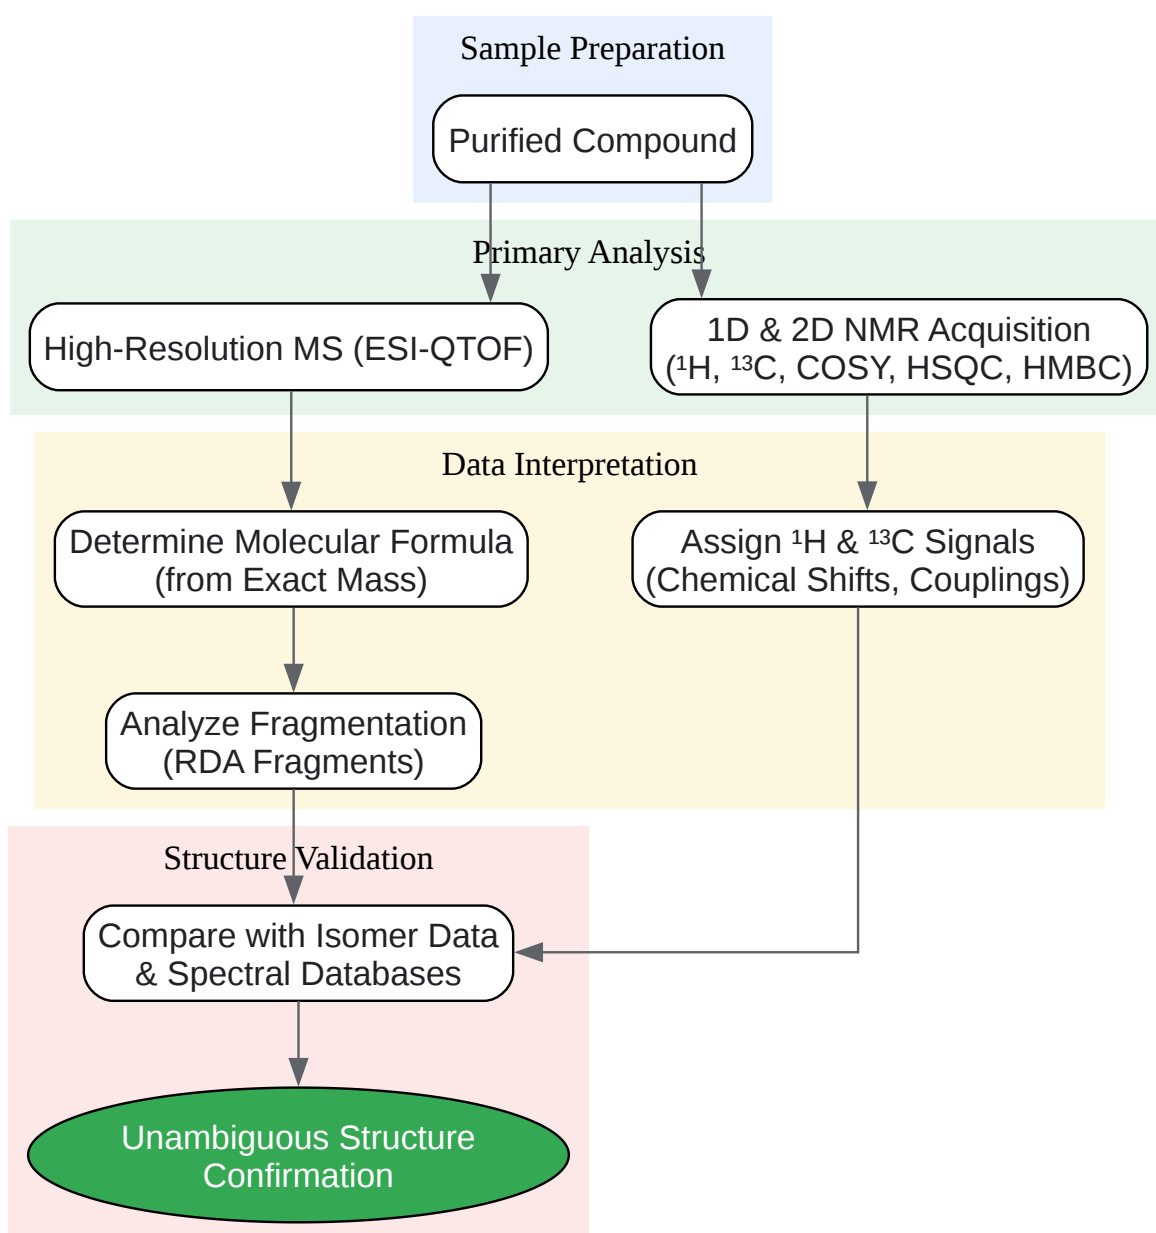 Sample Preparation
Purified Compound
Primary Analysis
High-Resolution MS (ESI-QTOF)
1D & 2D NMR Acquisition
(¹H, ¹³C, COSY, HSQC, HMBC)
Data Interpretation
Determine Molecular Formula
(from Exact Mass)
Assign ¹H & ¹³C Signals
(Chemical Shifts, Couplings)
Analyze Fragmentation
(RDA Fragments)
Structure Validation
Compare with Isomer Data
& Spectral Databases
Unambiguous Structure
Confirmation